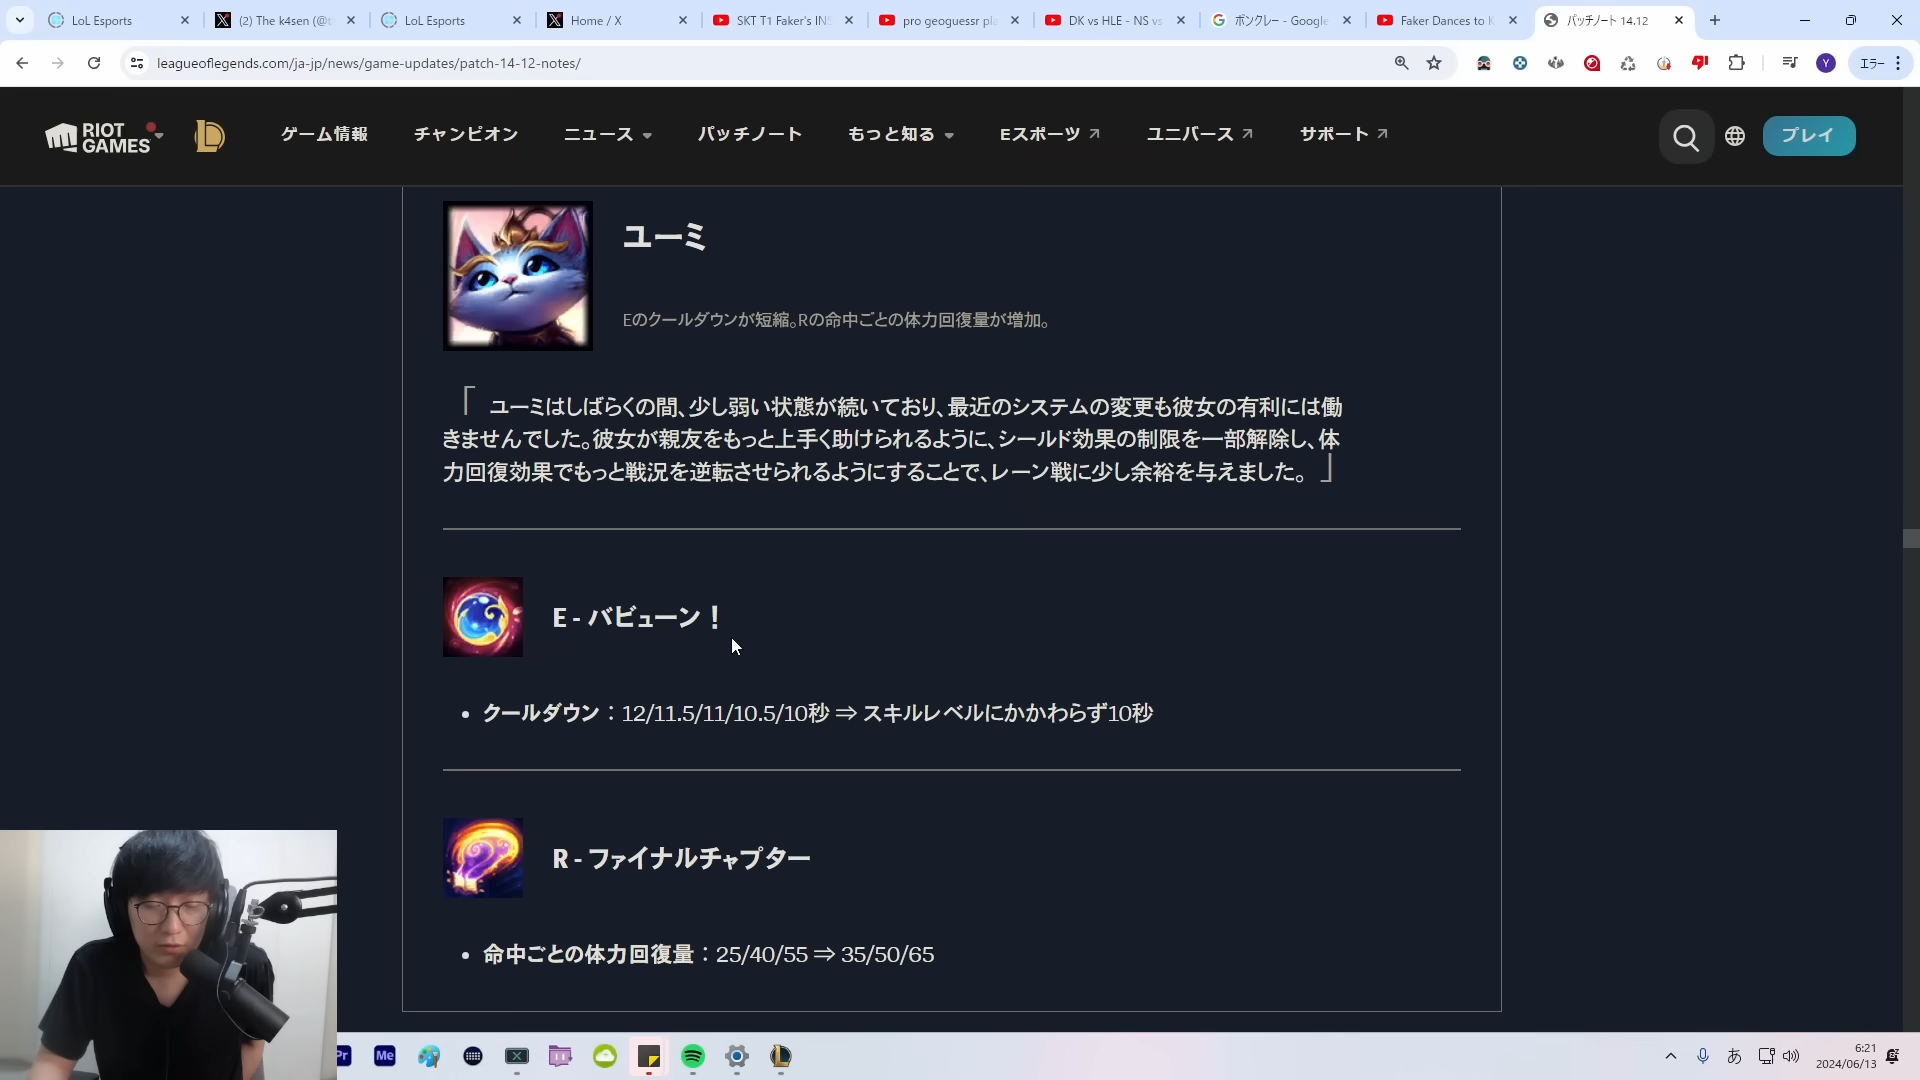 LoL Esports
(2) The k4sen (@t
LoL Esports
Home / X
SKT T1 Faker's INS
pro geoguessr pla
DK vs HLE - NS vs
ボンクレー - Google
Faker Dances to K
パッチノート 14.12
leagueoflegends.com/ja-jp/news/game-updates/patch-14-12-notes/
Y
エラー
RIOT GAMES
ゲーム情報
チャンピオン
ニュース
パッチノート
もっと知る
Eスポーツ
ユニバース
サポート
プレイ
ユーミ
Eのクールダウンが短縮。Rの命中ごとの体力回復量が増加。
「 ユーミはしばらくの間、少し弱い状態が続いており、最近のシステムの変更も彼女の有利には働
きませんでした。彼女が親友をもっと上手く助けられるように、シールド効果の制限を一部解除し、体
力回復効果でもっと戦況を逆転させられるようにすることで、レーン戦に少し余裕を与えました。 」
E - バビューン！
• クールダウン：12/11.5/11/10.5/10秒 ⇒ スキルレベルにかかわらず10秒
R - ファイナルチャプター
• 命中ごとの体力回復量：25/40/55 ⇒ 35/50/65
Pr
Me
あ
6:21
2024/06/13